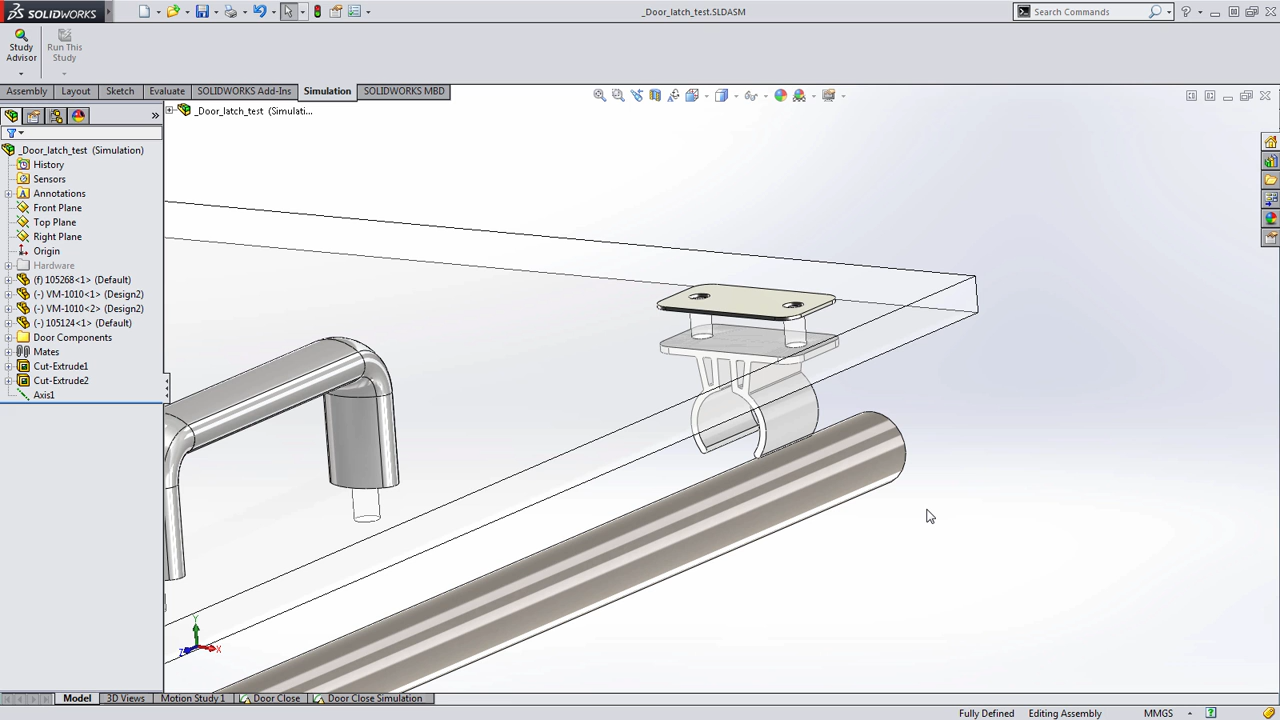 SOLIDWORKS
_Door_latch_test.SLDASM
Search Commands
Study Advisor
Run This Study
Assembly Layout Sketch Evaluate SOLIDWORKS Add-Ins Simulation SOLIDWORKS MBD
_Door_latch_test (Simulati...
_Door_latch_test (Simulation)
History
Sensors
Annotations
Front Plane
Top Plane
Right Plane
Origin
Hardware
(f) 105268<1> (Default)
(-) VM-1010<1> (Design2)
(-) VM-1010<2> (Design2)
(-) 105124<1> (Default)
Door Components
Mates
Cut-Extrude1
Cut-Extrude2
Axis1
Y
Z X
Model 3D Views Motion Study 1 Door Close Door Close Simulation
Fully Defined Editing Assembly MMGS